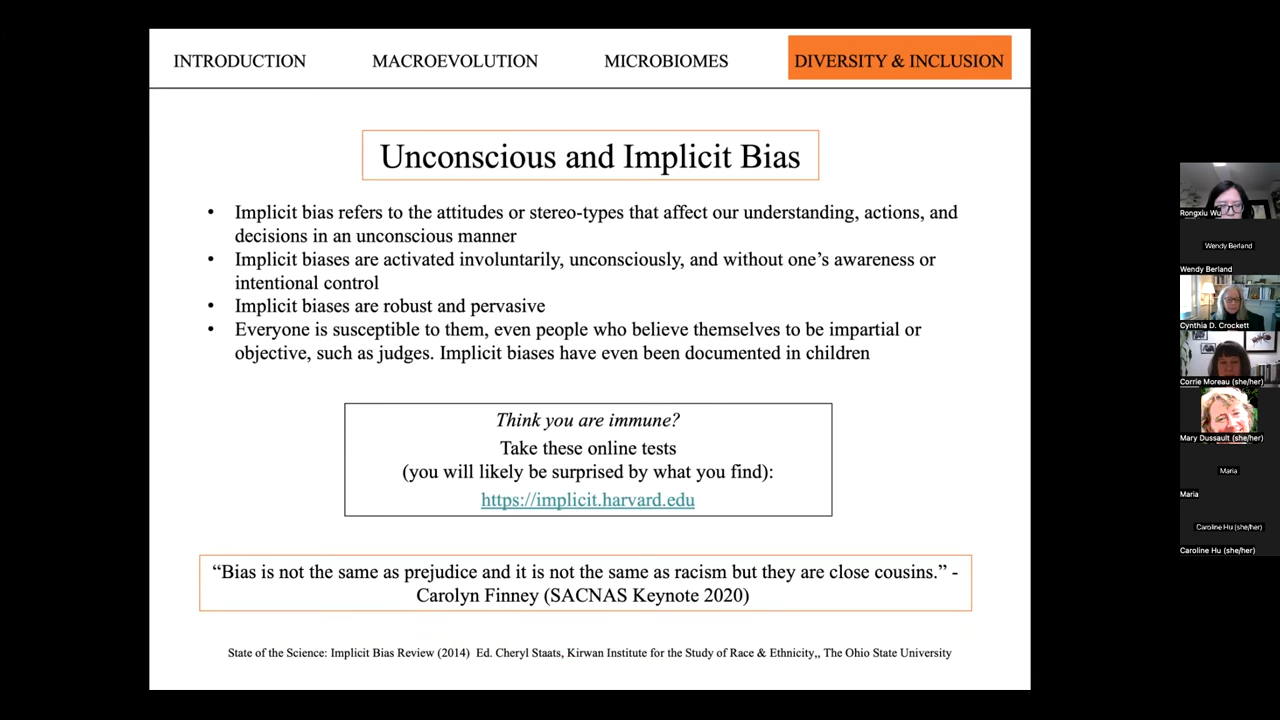 INTRODUCTION MACROEVOLUTION MICROBIOMES DIVERSITY & INCLUSION
Unconscious and Implicit Bias
• Implicit bias refers to the attitudes or stereo-types that affect our understanding, actions, and
decisions in an unconscious manner
• Implicit biases are activated involuntarily, unconsciously, and without one’s awareness or
intentional control
• Implicit biases are robust and pervasive
• Everyone is susceptible to them, even people who believe themselves to be impartial or
objective, such as judges. Implicit biases have even been documented in children
Think you are immune?
Take these online tests
(you will likely be surprised by what you find):
https://implicit.harvard.edu
“Bias is not the same as prejudice and it is not the same as racism but they are close cousins.” -
Carolyn Finney (SACNAS Keynote 2020)
State of the Science: Implicit Bias Review (2014) Ed. Cheryl Staats, Kirwan Institute for the Study of Race & Ethnicity,, The Ohio State University
Rongxiu Wu
Wendy Berland
Wendy Berland
Cynthia D. Crockett
Corrie Moreau (she/her)
Mary Dussault (she/her)
Maria
Maria
Caroline Hu (she/her)
Caroline Hu (she/her)